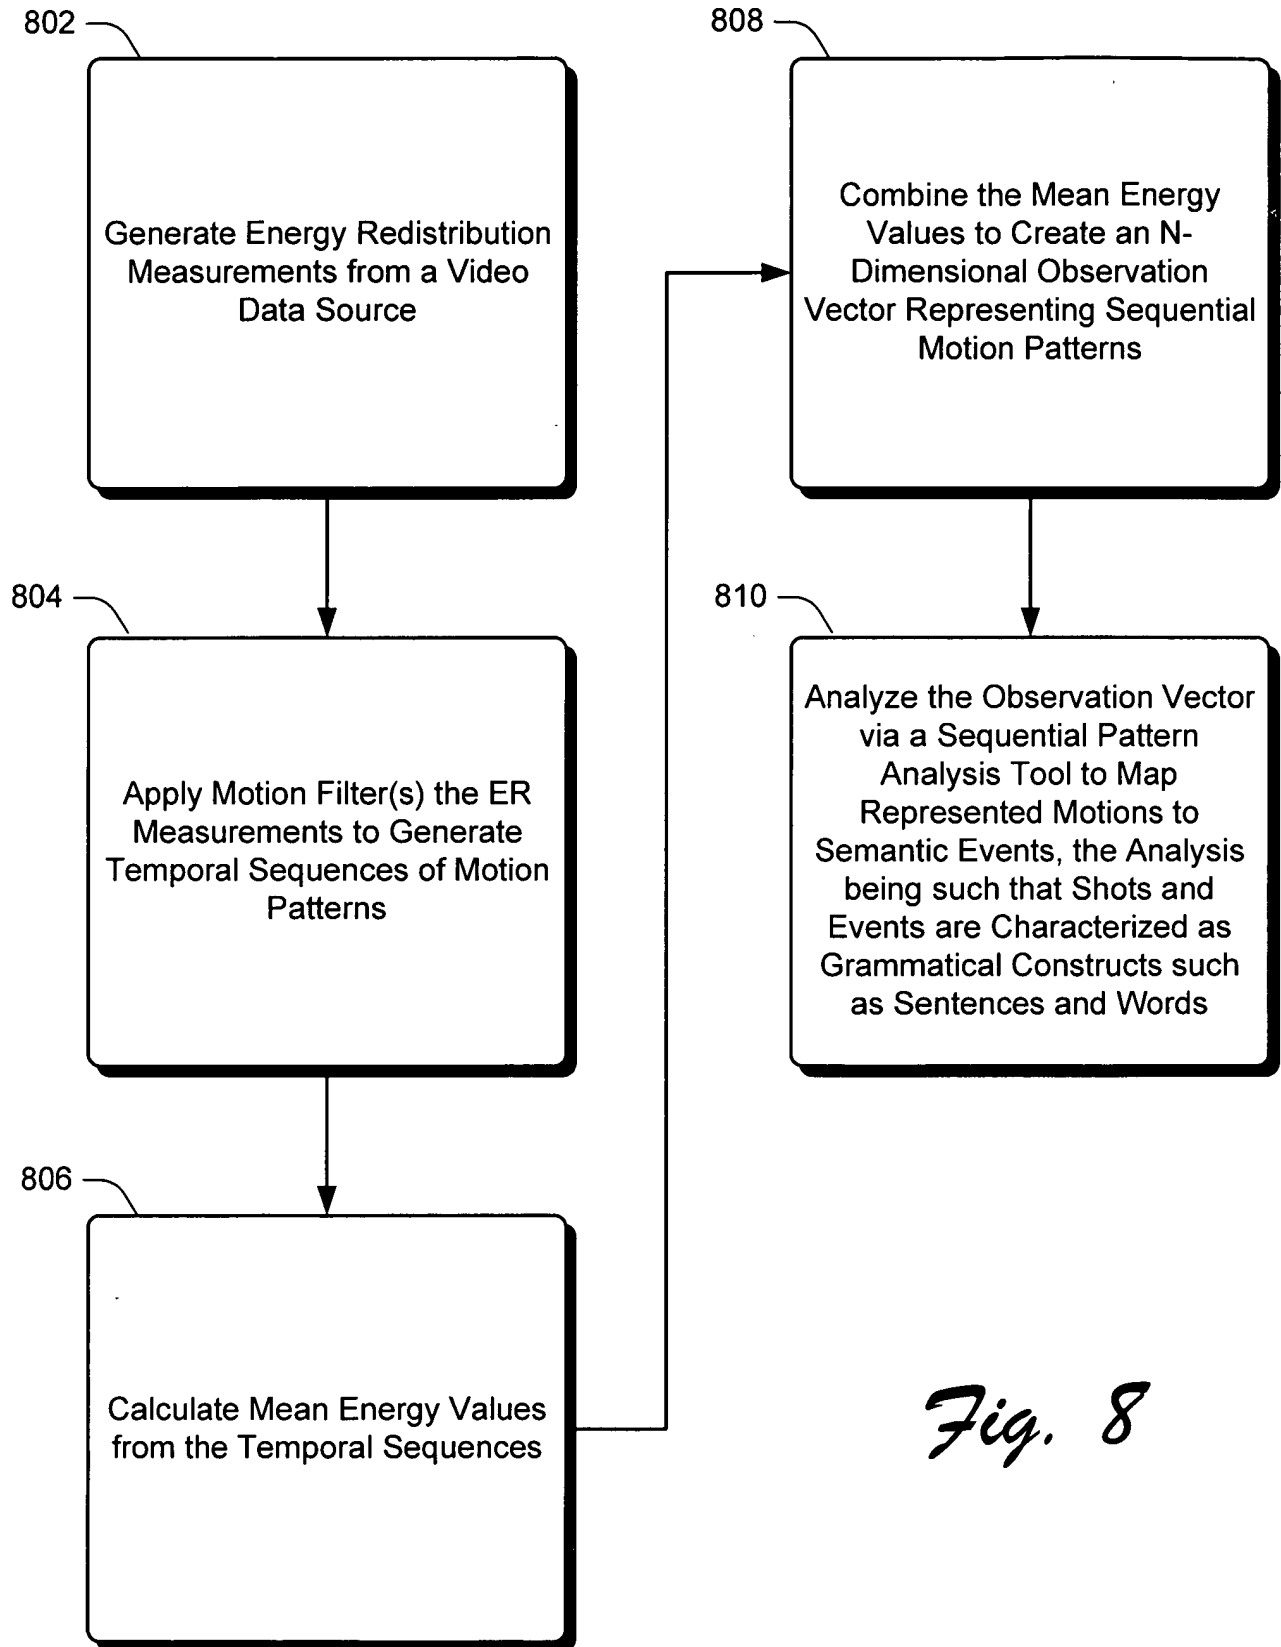 802
Generate Energy Redistribution
Measurements from a Video
Data Source
804
Apply Motion Filter(s) the ER
Measurements to Generate
Temporal Sequences of Motion
Patterns
806
Calculate Mean Energy Values
from the Temporal Sequences
808
Combine the Mean Energy
Values to Create an N-
Dimensional Observation
Vector Representing Sequential
Motion Patterns
810
Analyze the Observation Vector
via a Sequential Pattern
Analysis Tool to Map
Represented Motions to
Semantic Events, the Analysis
being such that Shots and
Events are Characterized as
Grammatical Constructs such
as Sentences and Words
Fig. 8